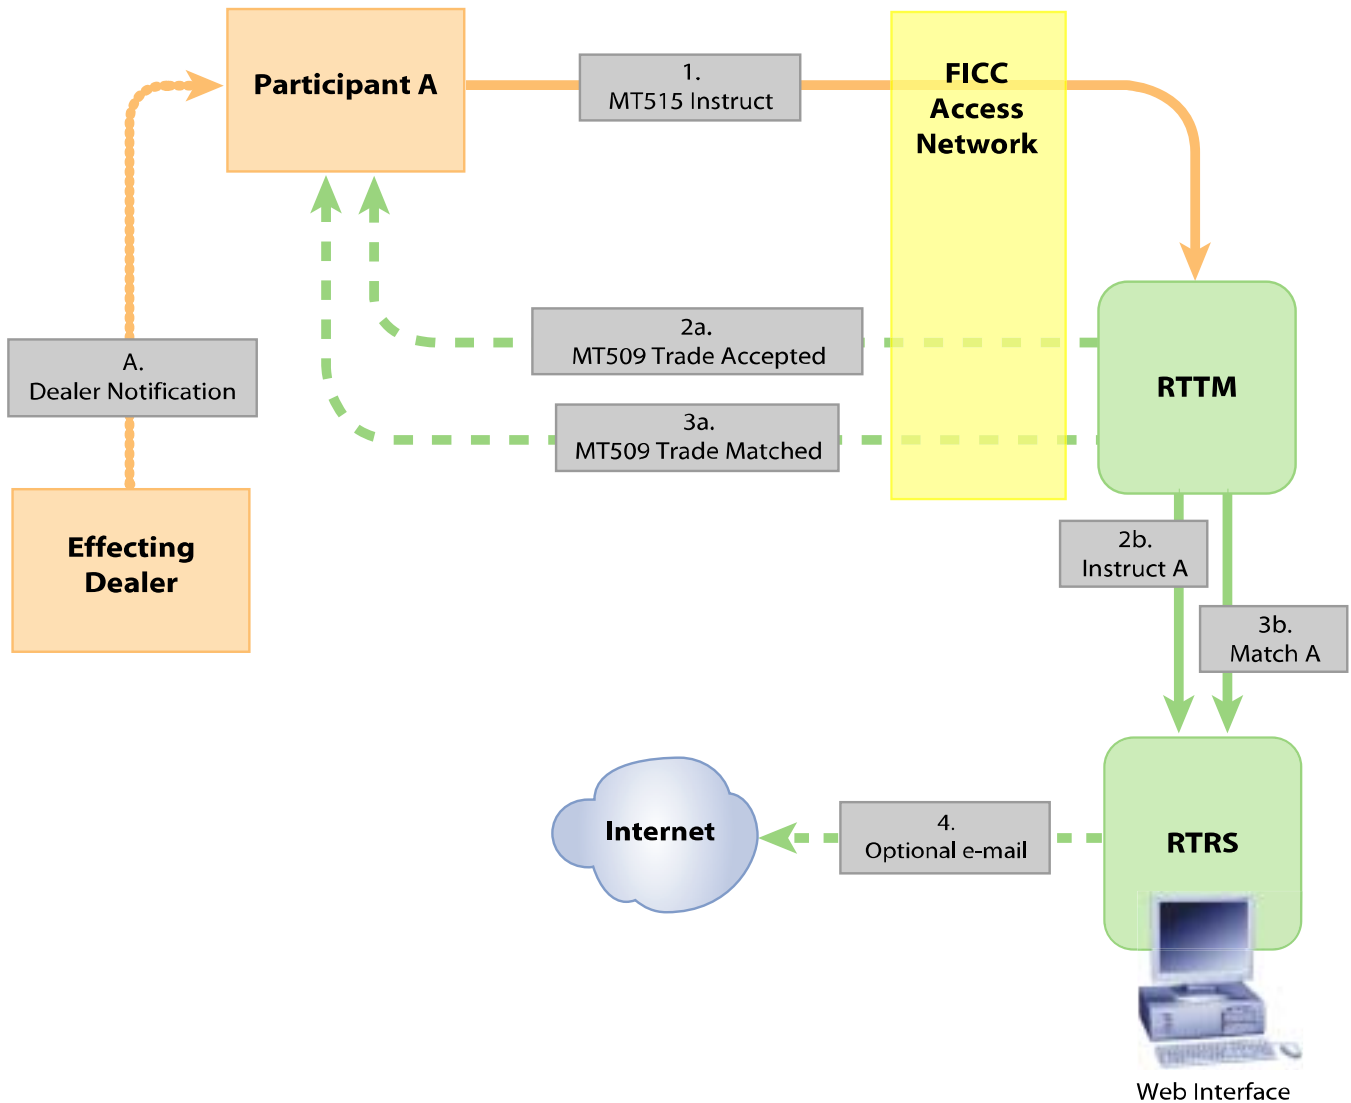 Participant A
1.
MT515 Instruct
FICC
Access
Network
2a.
MT509 Trade Accepted
A.
Dealer Notification
RTTM
3a.
MT509 Trade Matched
Effecting
Dealer
2b.
Instruct A
3b.
Match A
Internet
4.
Optional e-mail
RTRS
Web Interface